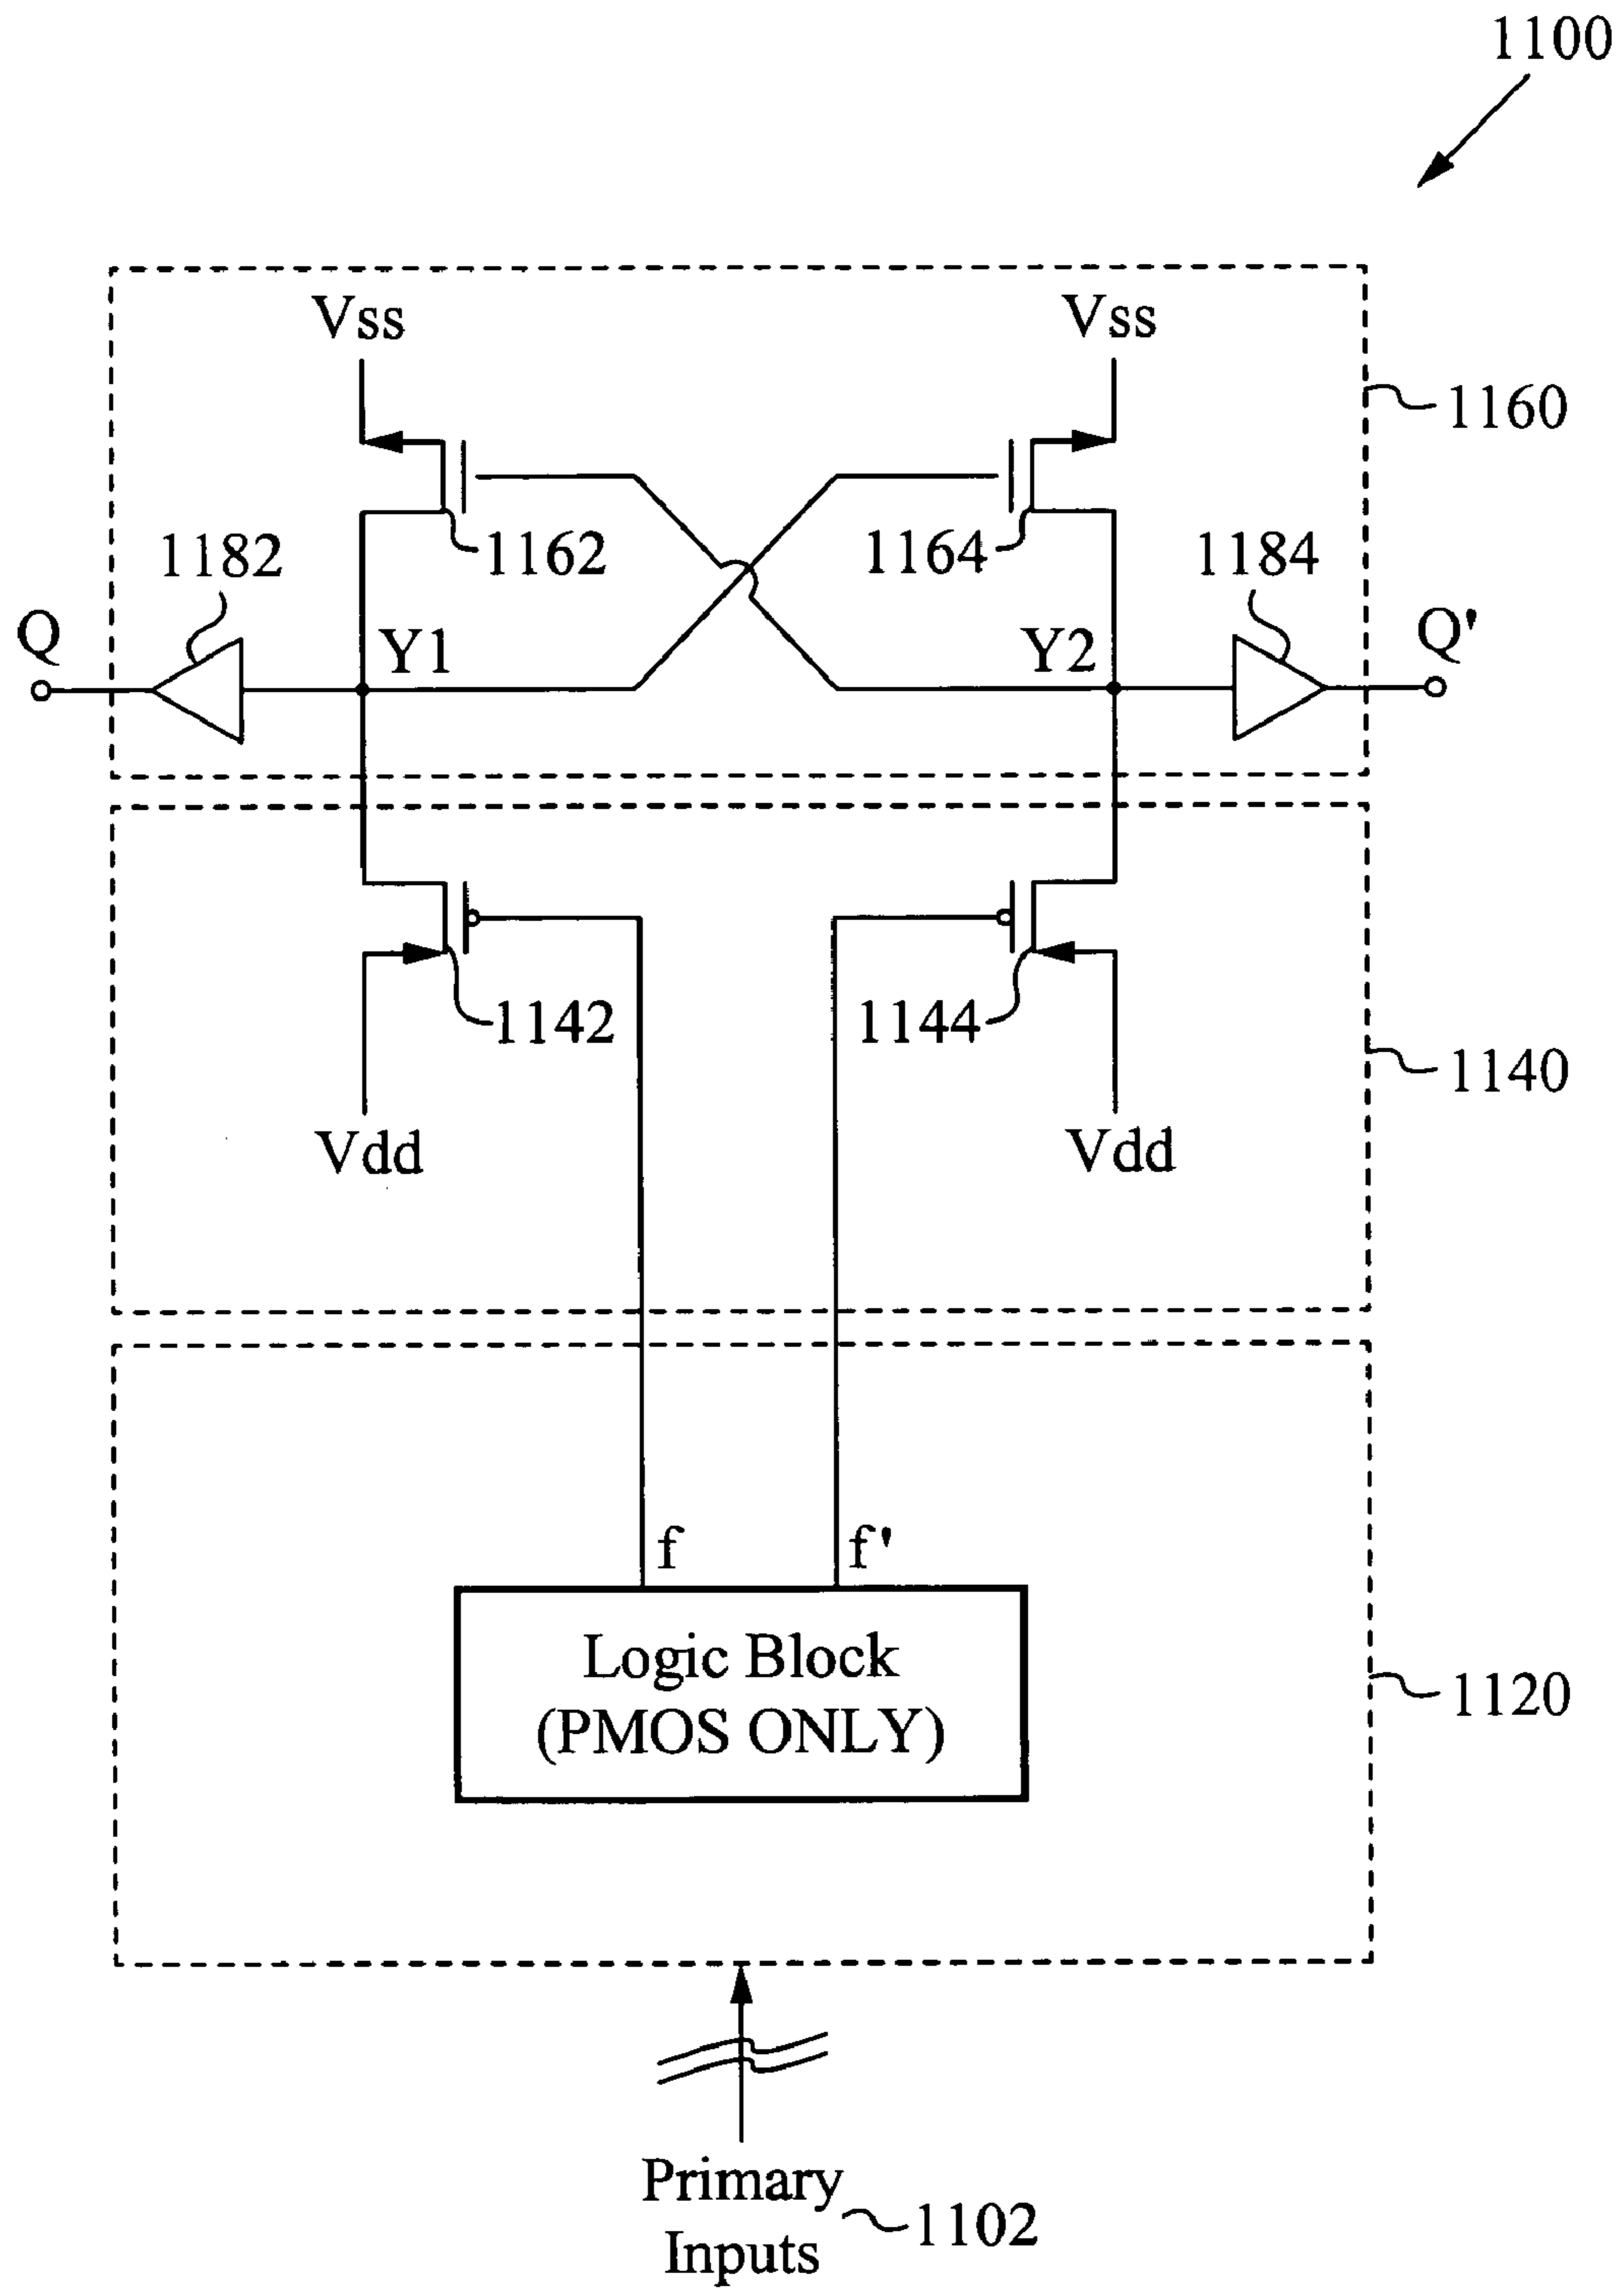 1100
Vss
Vss
1160
1162
1164
1182
1184
Q
Y1
Y2
Q'
1142
1144
1140
Vdd
Vdd
f
f'
Logic Block
(PMOS ONLY)
1120
Primary
Inputs
1102